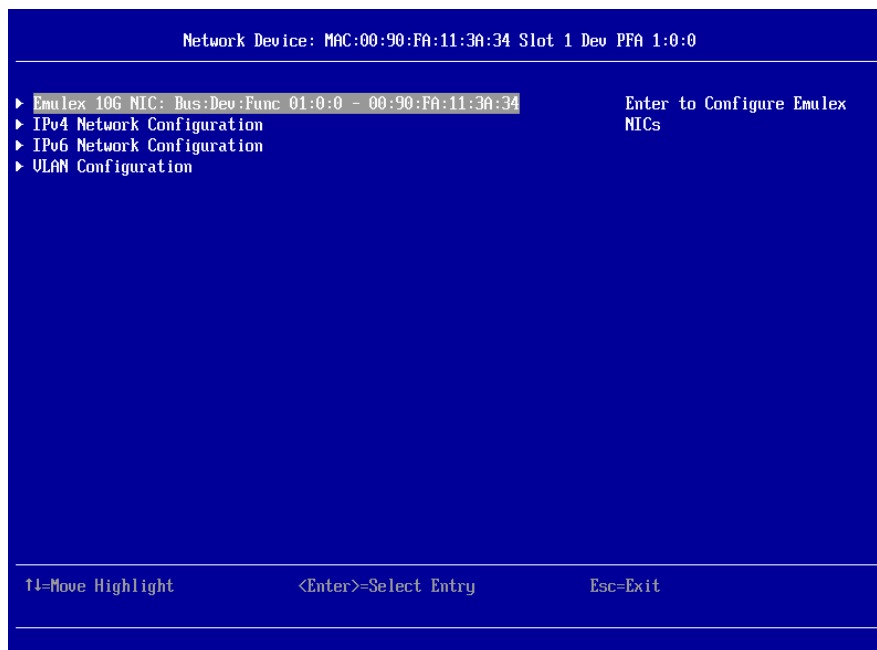 Network Device: MAC:00:90:FA:11:3A:34 Slot 1 Dev PFA 1:0:0
Emulex 10G NIC: Bus:Dev:Func 01:0:0 - 00:90:FA:11:3A:34
Enter to Configure Emulex
NICs
IPv4 Network Configuration
IPv6 Network Configuration
VLAN Configuration
↑↓=Move Highlight <Enter>=Select Entry Esc=Exit